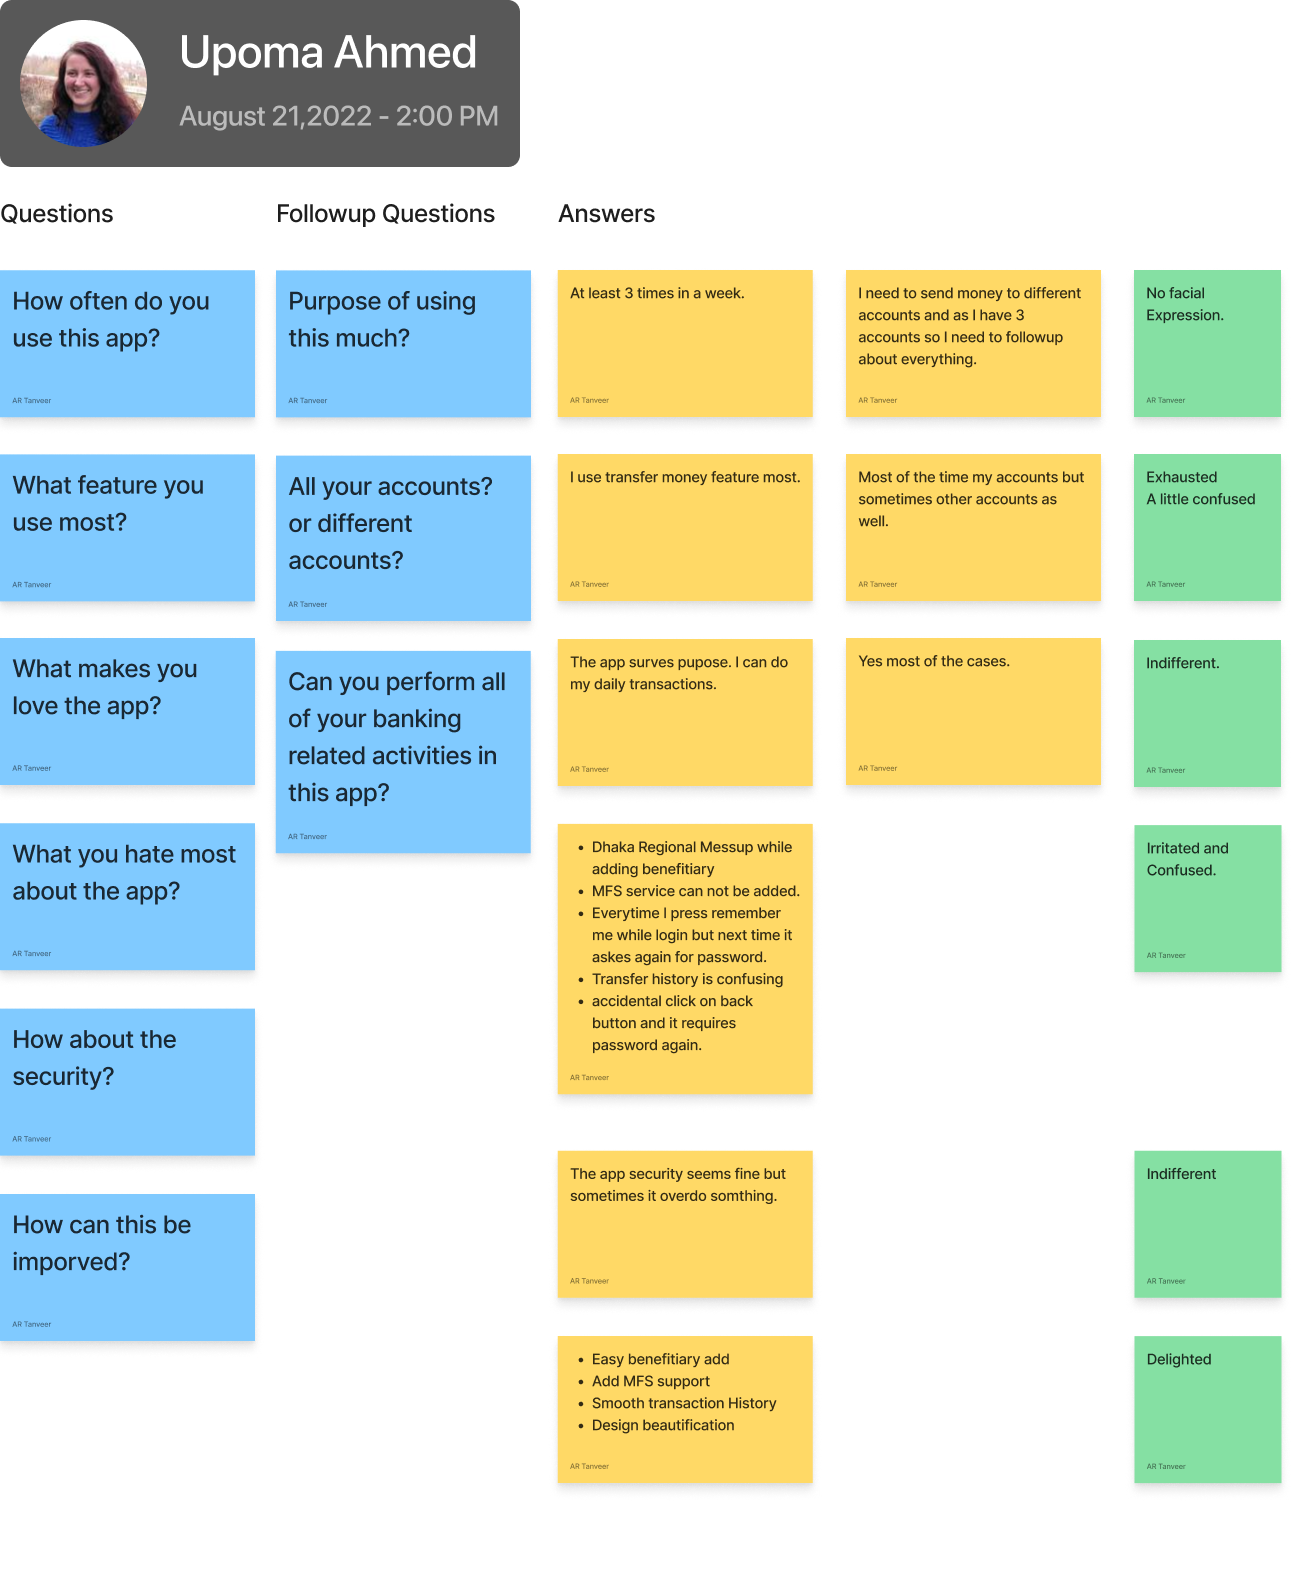 Upoma Ahmed
August 21,2022 - 2:00 PM
Questions
Followup Questions
Answers
How often do you
use this app?
AR Tanveer
Purpose of using
this much?
AR Tanveer
At least 3 times in a week.
AR Tanveer
I need to send money to different
accounts and as I have 3
accounts so I need to followup
about everything.
AR Tanveer
No facial
Expression.
AR Tanveer
What feature you
use most?
AR Tanveer
All your accounts?
or different
accounts?
AR Tanveer
I use transfer money feature most.
AR Tanveer
Most of the time my accounts but
sometimes other accounts as
well.
AR Tanveer
Exhausted
A little confused
AR Tanveer
What makes you
love the app?
AR Tanveer
Can you perform all
of your banking
related activities in
this app?
AR Tanveer
The app surves pupose. I can do
my daily transactions.
AR Tanveer
Yes most of the cases.
AR Tanveer
Indifferent.
AR Tanveer
What you hate most
about the app?
AR Tanveer
• Dhaka Regional Messup while
adding benefitiary
• MFS service can not be added.
• Everytime I press remember
me while login but next time it
askes again for password.
• Transfer history is confusing
• accidental click on back
button and it requires
password again.
AR Tanveer
Irritated and
Confused.
AR Tanveer
How about the
security?
AR Tanveer
The app security seems fine but
sometimes it overdo somthing.
AR Tanveer
Indifferent
AR Tanveer
How can this be
imporved?
AR Tanveer
• Easy benefitiary add
• Add MFS support
• Smooth transaction History
• Design beautification
AR Tanveer
Delighted
AR Tanveer